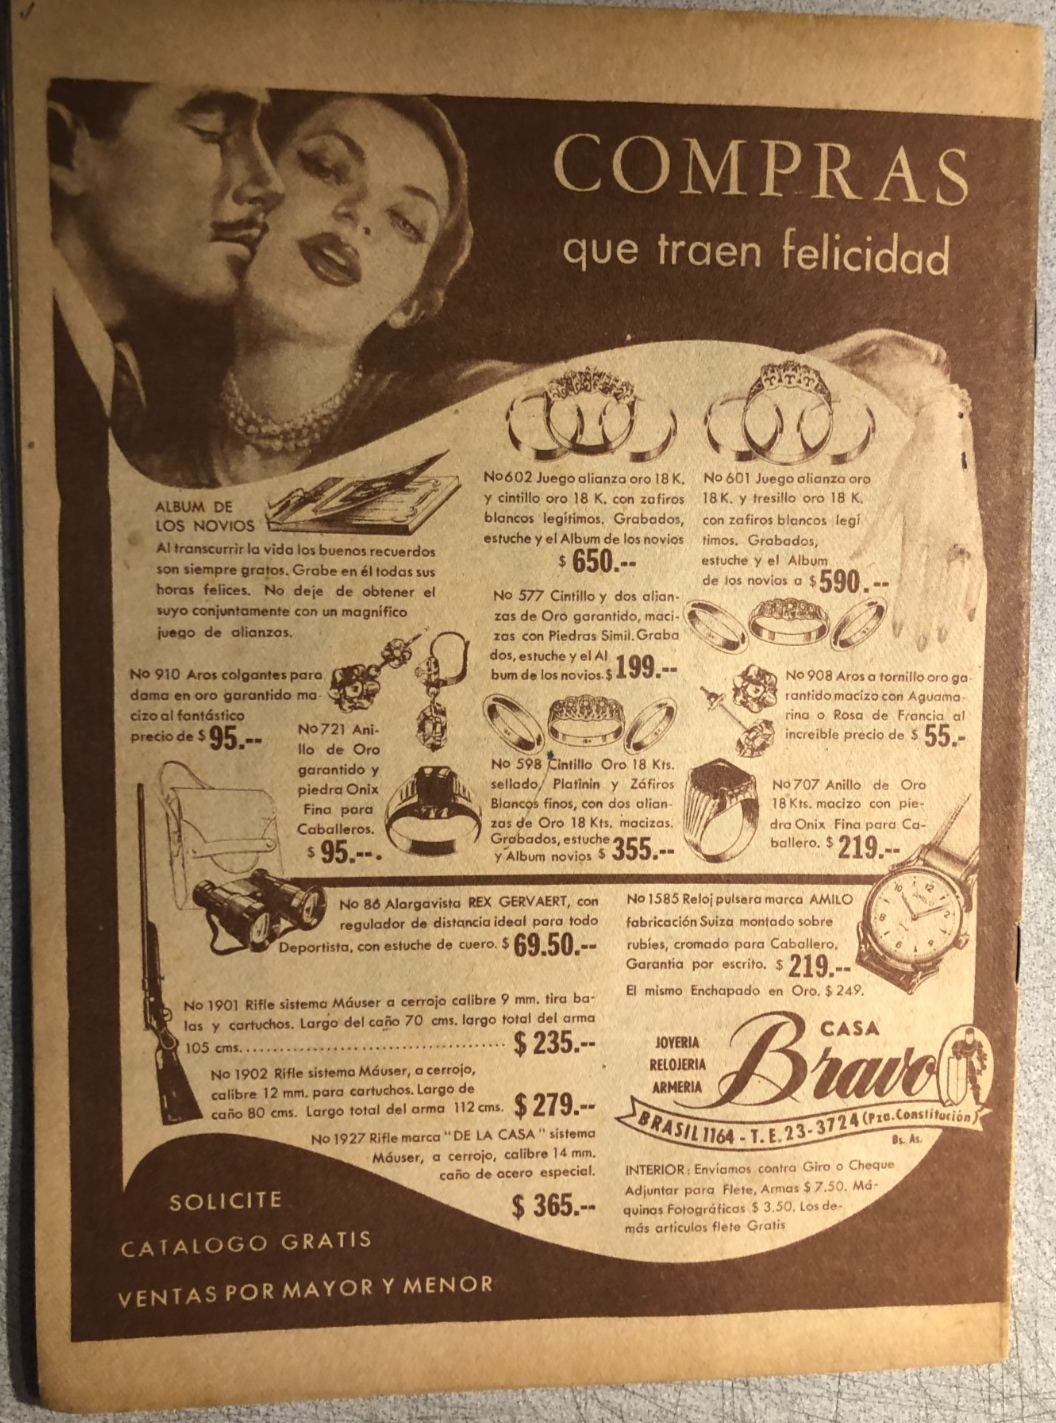 COMPRAS
que traen felicidad
ALBUM DE
LOS NOVIOS
Al transcurrir la vida los buenos recuerdos
son siempre gratos. Grabe en él todas sus
horas felices. No deje de obtener el
suyo conjuntamente con un magnífico
juego de alianzas.
No 602 Juego alianza oro 18 K.
y cintillo oro 18 K. con zafiros
blancos legítimos. Grabados,
estuche y el Album de los novios
$ 650.--
No 601 Juego alianza oro
18 K. y tresillo oro 18 K.
con zafiros blancos legí
timos. Grabados,
estuche y el Album
de los novios a $ 590.--
No 577 Cintillo y dos alian-
zas de Oro garantido, maci-
zas con Piedras Simil. Graba
dos, estuche y el Al
bum de los novios. $ 199.--
No 910 Aros colgantes para
dama en oro garantido ma-
cizo al fantástico
precio de $ 95.--
No 908 Aros a tornillo oro ga-
rantido macizo con Aguama-
rina o Rosa de Francia al
increible precio de $ 55.-
No 721 Ani-
llo de Oro
garantido y
piedra Onix
Fina para
Caballeros.
$ 95.--.
No 598 Cintillo Oro 18 Kts.
sellado, Platinin y Záfiros
Blancos finos, con dos alian-
zas de Oro 18 Kts. macizas.
Grabados, estuche
y Album novios $ 355.--
No 707 Anillo de Oro
18 Kts. macizo con pie-
dra Onix Fina para Ca-
ballero. $ 219.--
No 86 Alargavista REX GERVAERT, con
regulador de distancia ideal para todo
Deportista, con estuche de cuero. $ 69.50.--
No 1585 Reloj pulsera marca AMILO
fabricación Suiza montado sobre
rubies, cromado para Caballero,
Garantia por escrito. $ 219.--
El mismo Enchapado en Oro. $ 249.
No 1901 Rifle sistema Máuser a cerrojo calibre 9 mm. tira ba-
las y cartuchos. Largo del caño 70 cms. largo total del arma
105 cms. .................................. $ 235.--
No 1902 Rifle sistema Máuser, a cerrojo,
calibre 12 mm. para cartuchos. Largo de
caño 80 cms. Largo total del arma 112 cms. $ 279.--
No 1927 Rifle marca "DE LA CASA" sistema
Máuser, a cerrojo, calibre 14 mm.
caño de acero especial.
$ 365.--
JOYERIA
RELOJERIA
ARMERIA
CASA
Bravo
BRASIL 1164 - T. E. 23-3724 (Pza. Constitución)
Bs. As.
INTERIOR: Enviamos contra Giro o Cheque
Adjuntar para Flete, Armas $ 7.50. Má-
quinas Fotográficas $ 3.50. Los de-
más articulos flete Gratis
SOLICITE
CATALOGO GRATIS
VENTAS POR MAYOR Y MENOR